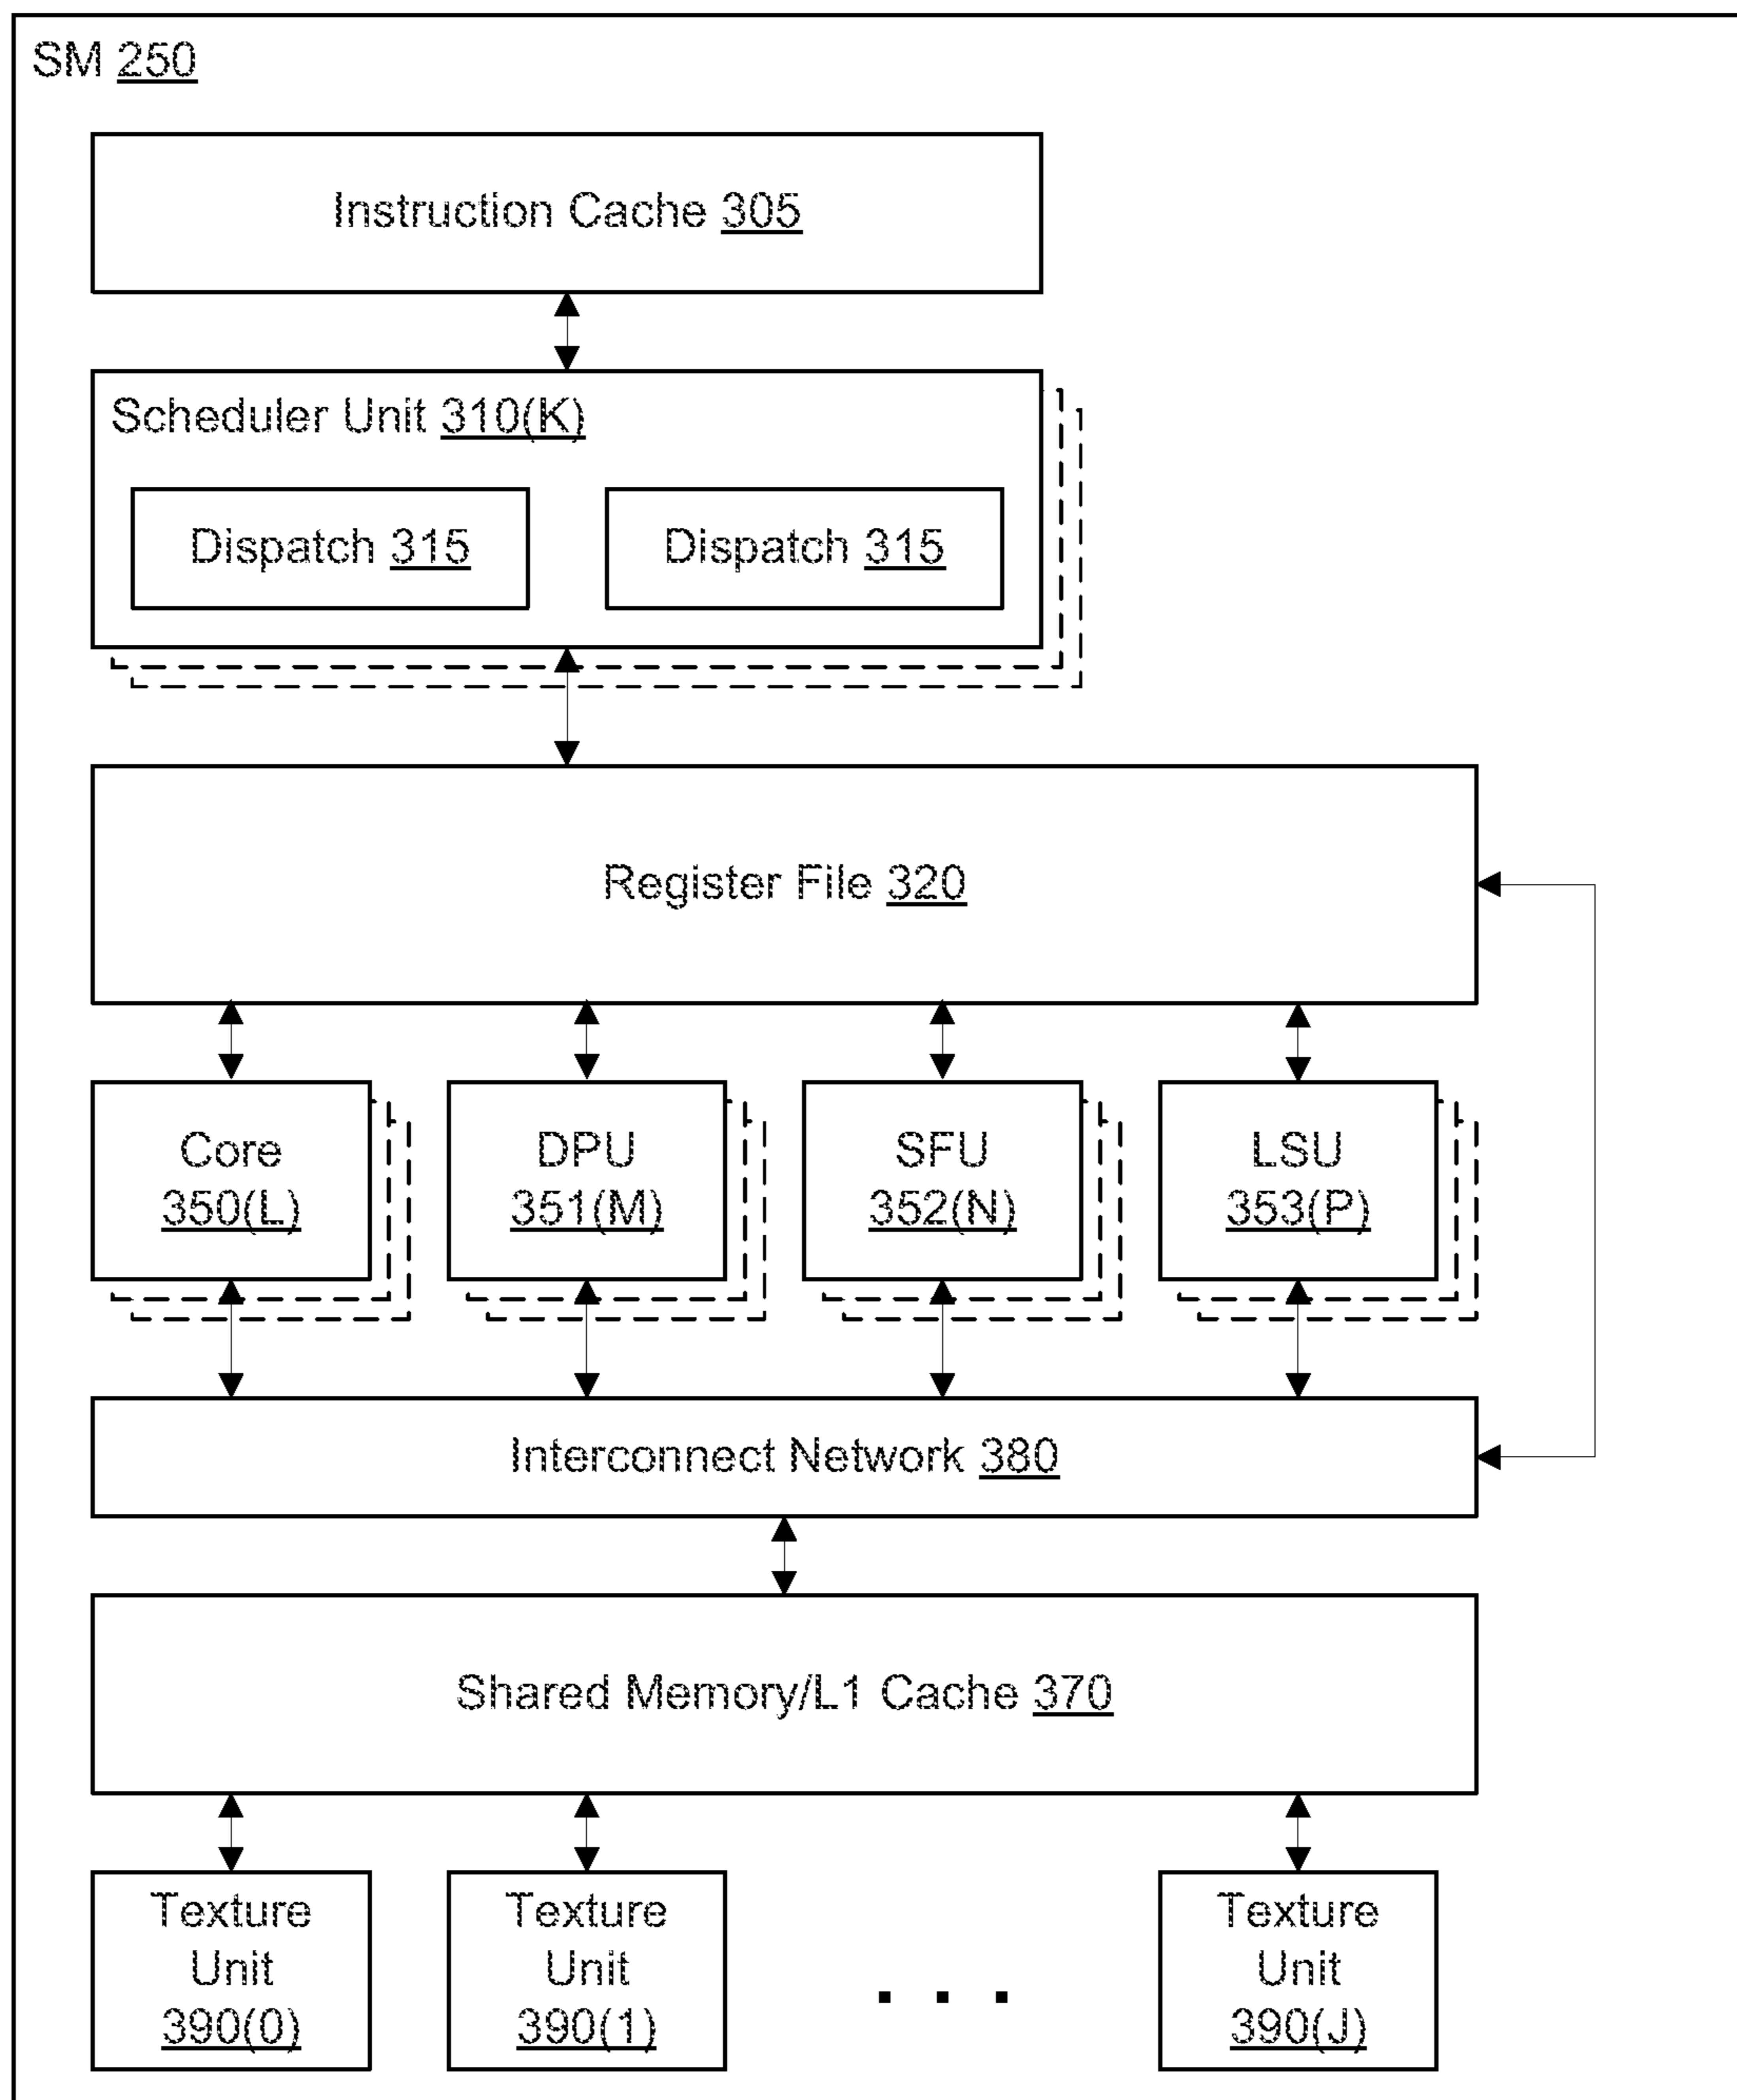 SM 250
Instruction Cache 305
Scheduler Unit 310(K)
Dispatch 315
Dispatch 315
Register File 320
Core
350(L)
DPU
351(M)
SFU
352(N)
LSU
353(P)
Interconnect Network 380
Shared Memory/L1 Cache 370
Texture
Unit
390(0)
Texture
Unit
390(1)
. . .
Texture
Unit
390(J)